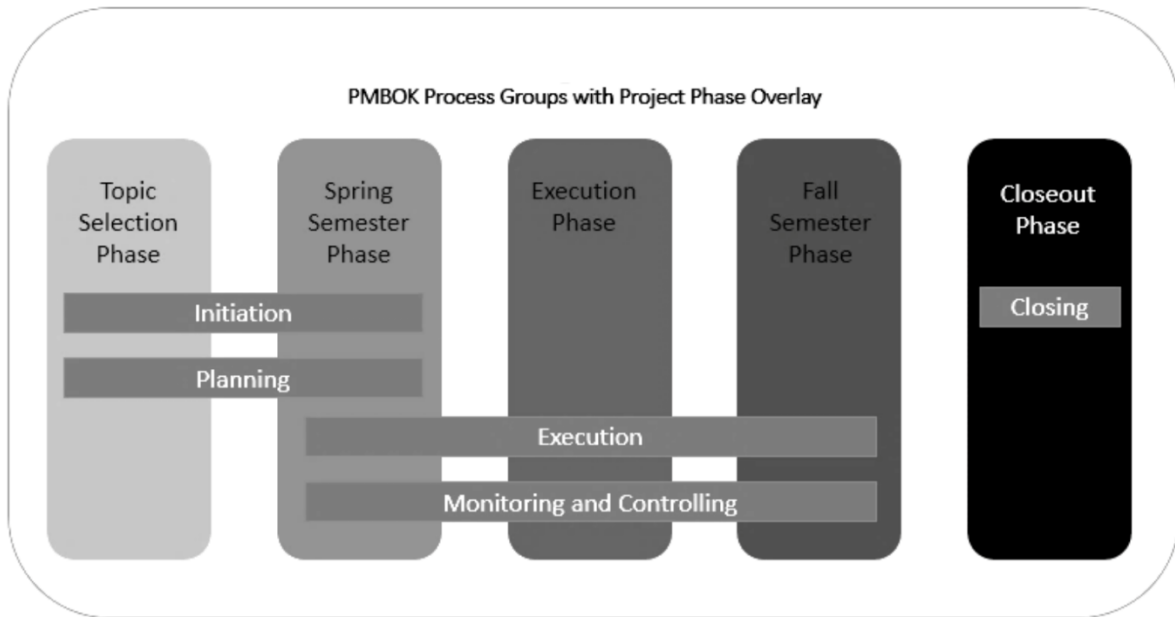 PMBOK Process Groups with Project Phase Overlay
Topic
Selection
Phase
Spring
Semester
Phase
Execution
Phase
Fall
Semester
Phase
Closeout
Phase
Initiation
Closing
Planning
Execution
Monitoring and Controlling